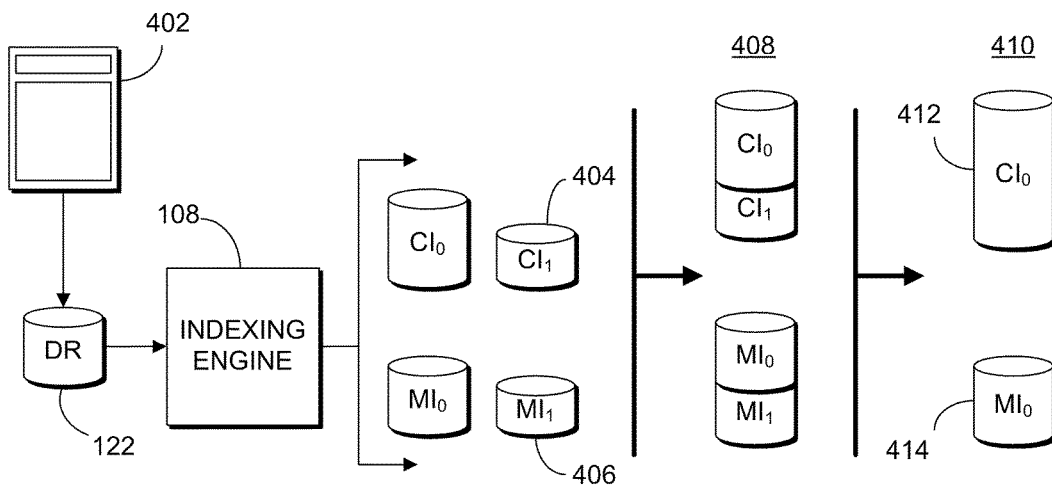 402
408
410
412
CI₀
CI₁
CI₀
404
108
CI₀
CI₁
DR
INDEXING
ENGINE
MI₀
MI₁
MI₀
MI₁
MI₀
122
406
414